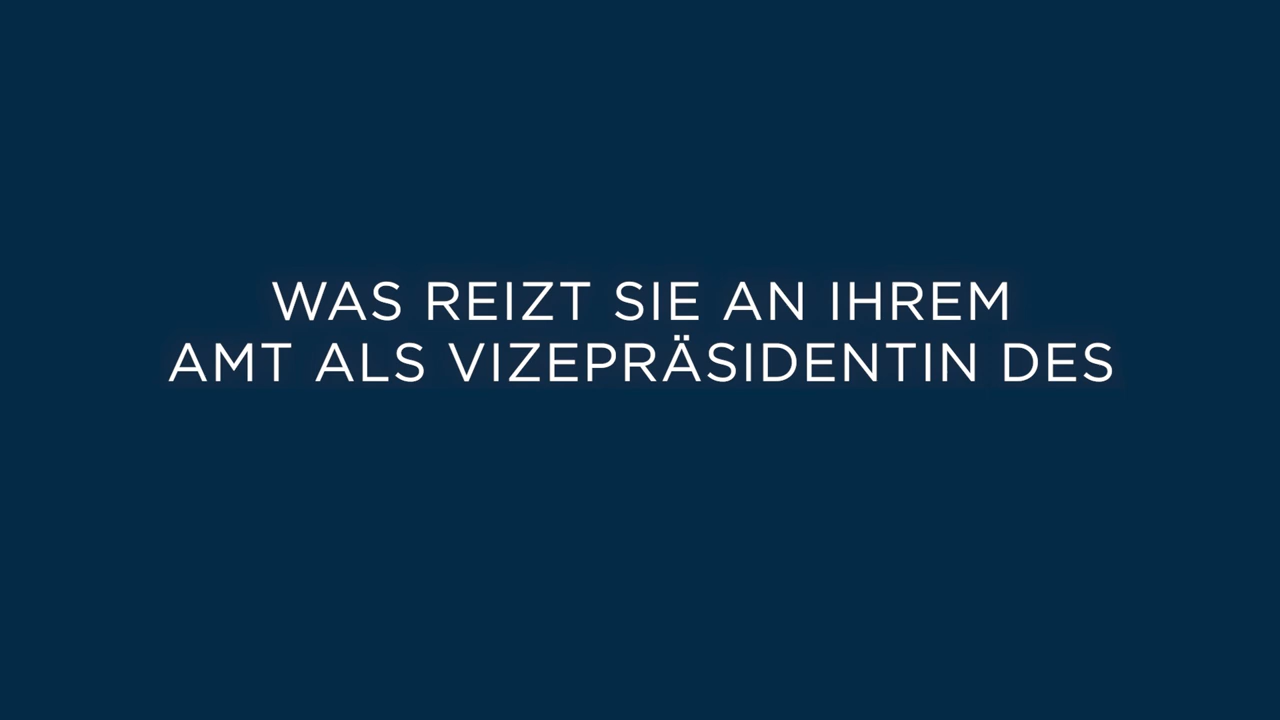 WAS REIZT SIE AN IHREM
AMT ALS VIZEPRÄSIDENTIN DES